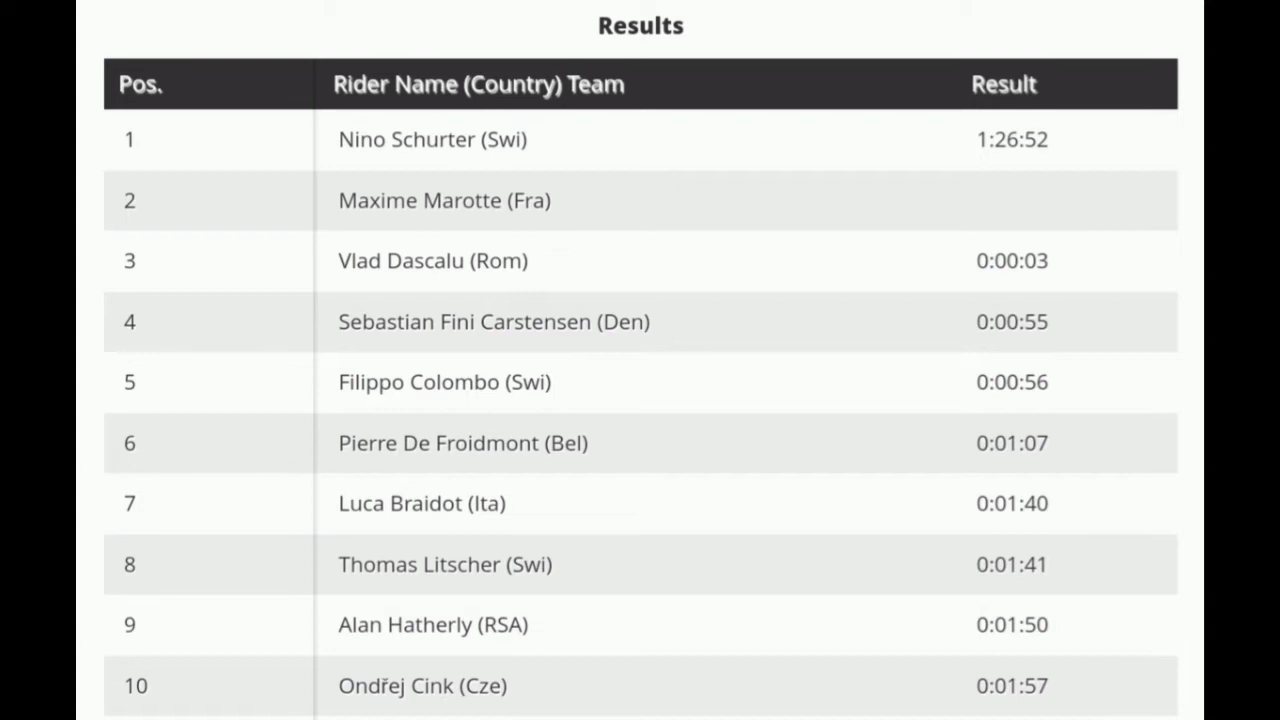 Results
Pos. Rider Name (Country) Team Result
1 Nino Schurter (Swi) 1:26:52
2 Maxime Marotte (Fra)
3 Vlad Dascalu (Rom) 0:00:03
4 Sebastian Fini Carstensen (Den) 0:00:55
5 Filippo Colombo (Swi) 0:00:56
6 Pierre De Froidmont (Bel) 0:01:07
7 Luca Braidot (Ita) 0:01:40
8 Thomas Litscher (Swi) 0:01:41
9 Alan Hatherly (RSA) 0:01:50
10 Ondřej Cink (Cze) 0:01:57